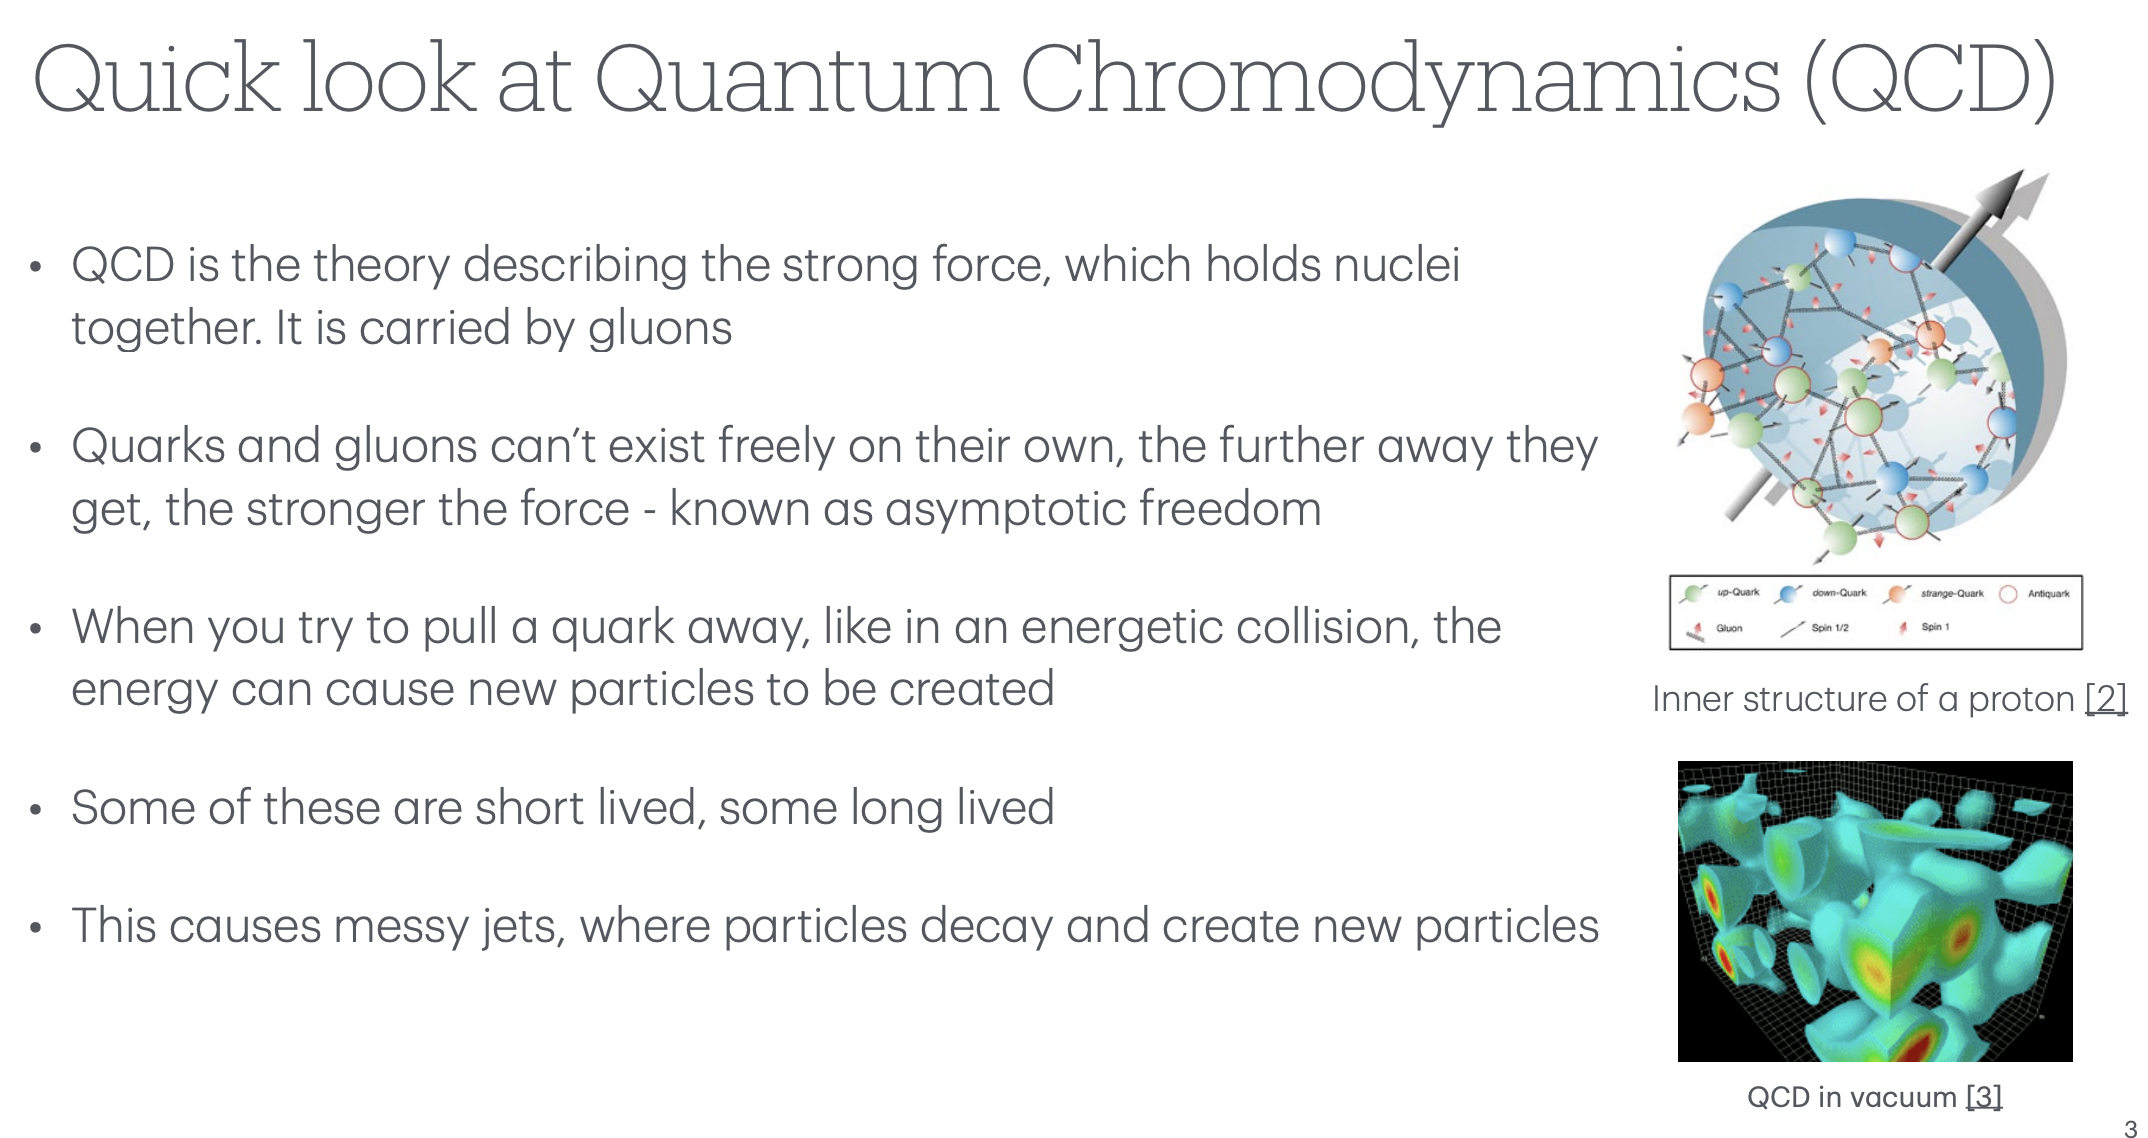 Quick look at Quantum Chromodynamics (QCD)
• QCD is the theory describing the strong force, which holds nuclei
together. It is carried by gluons
• Quarks and gluons can’t exist freely on their own, the further away they
get, the stronger the force - known as asymptotic freedom
• When you try to pull a quark away, like in an energetic collision, the
energy can cause new particles to be created
• Some of these are short lived, some long lived
• This causes messy jets, where particles decay and create new particles
up-Quark down-Quark strange-Quark Antiquark
Gluon Spin 1/2 Spin 1
Inner structure of a proton [2]
QCD in vacuum [3]
3